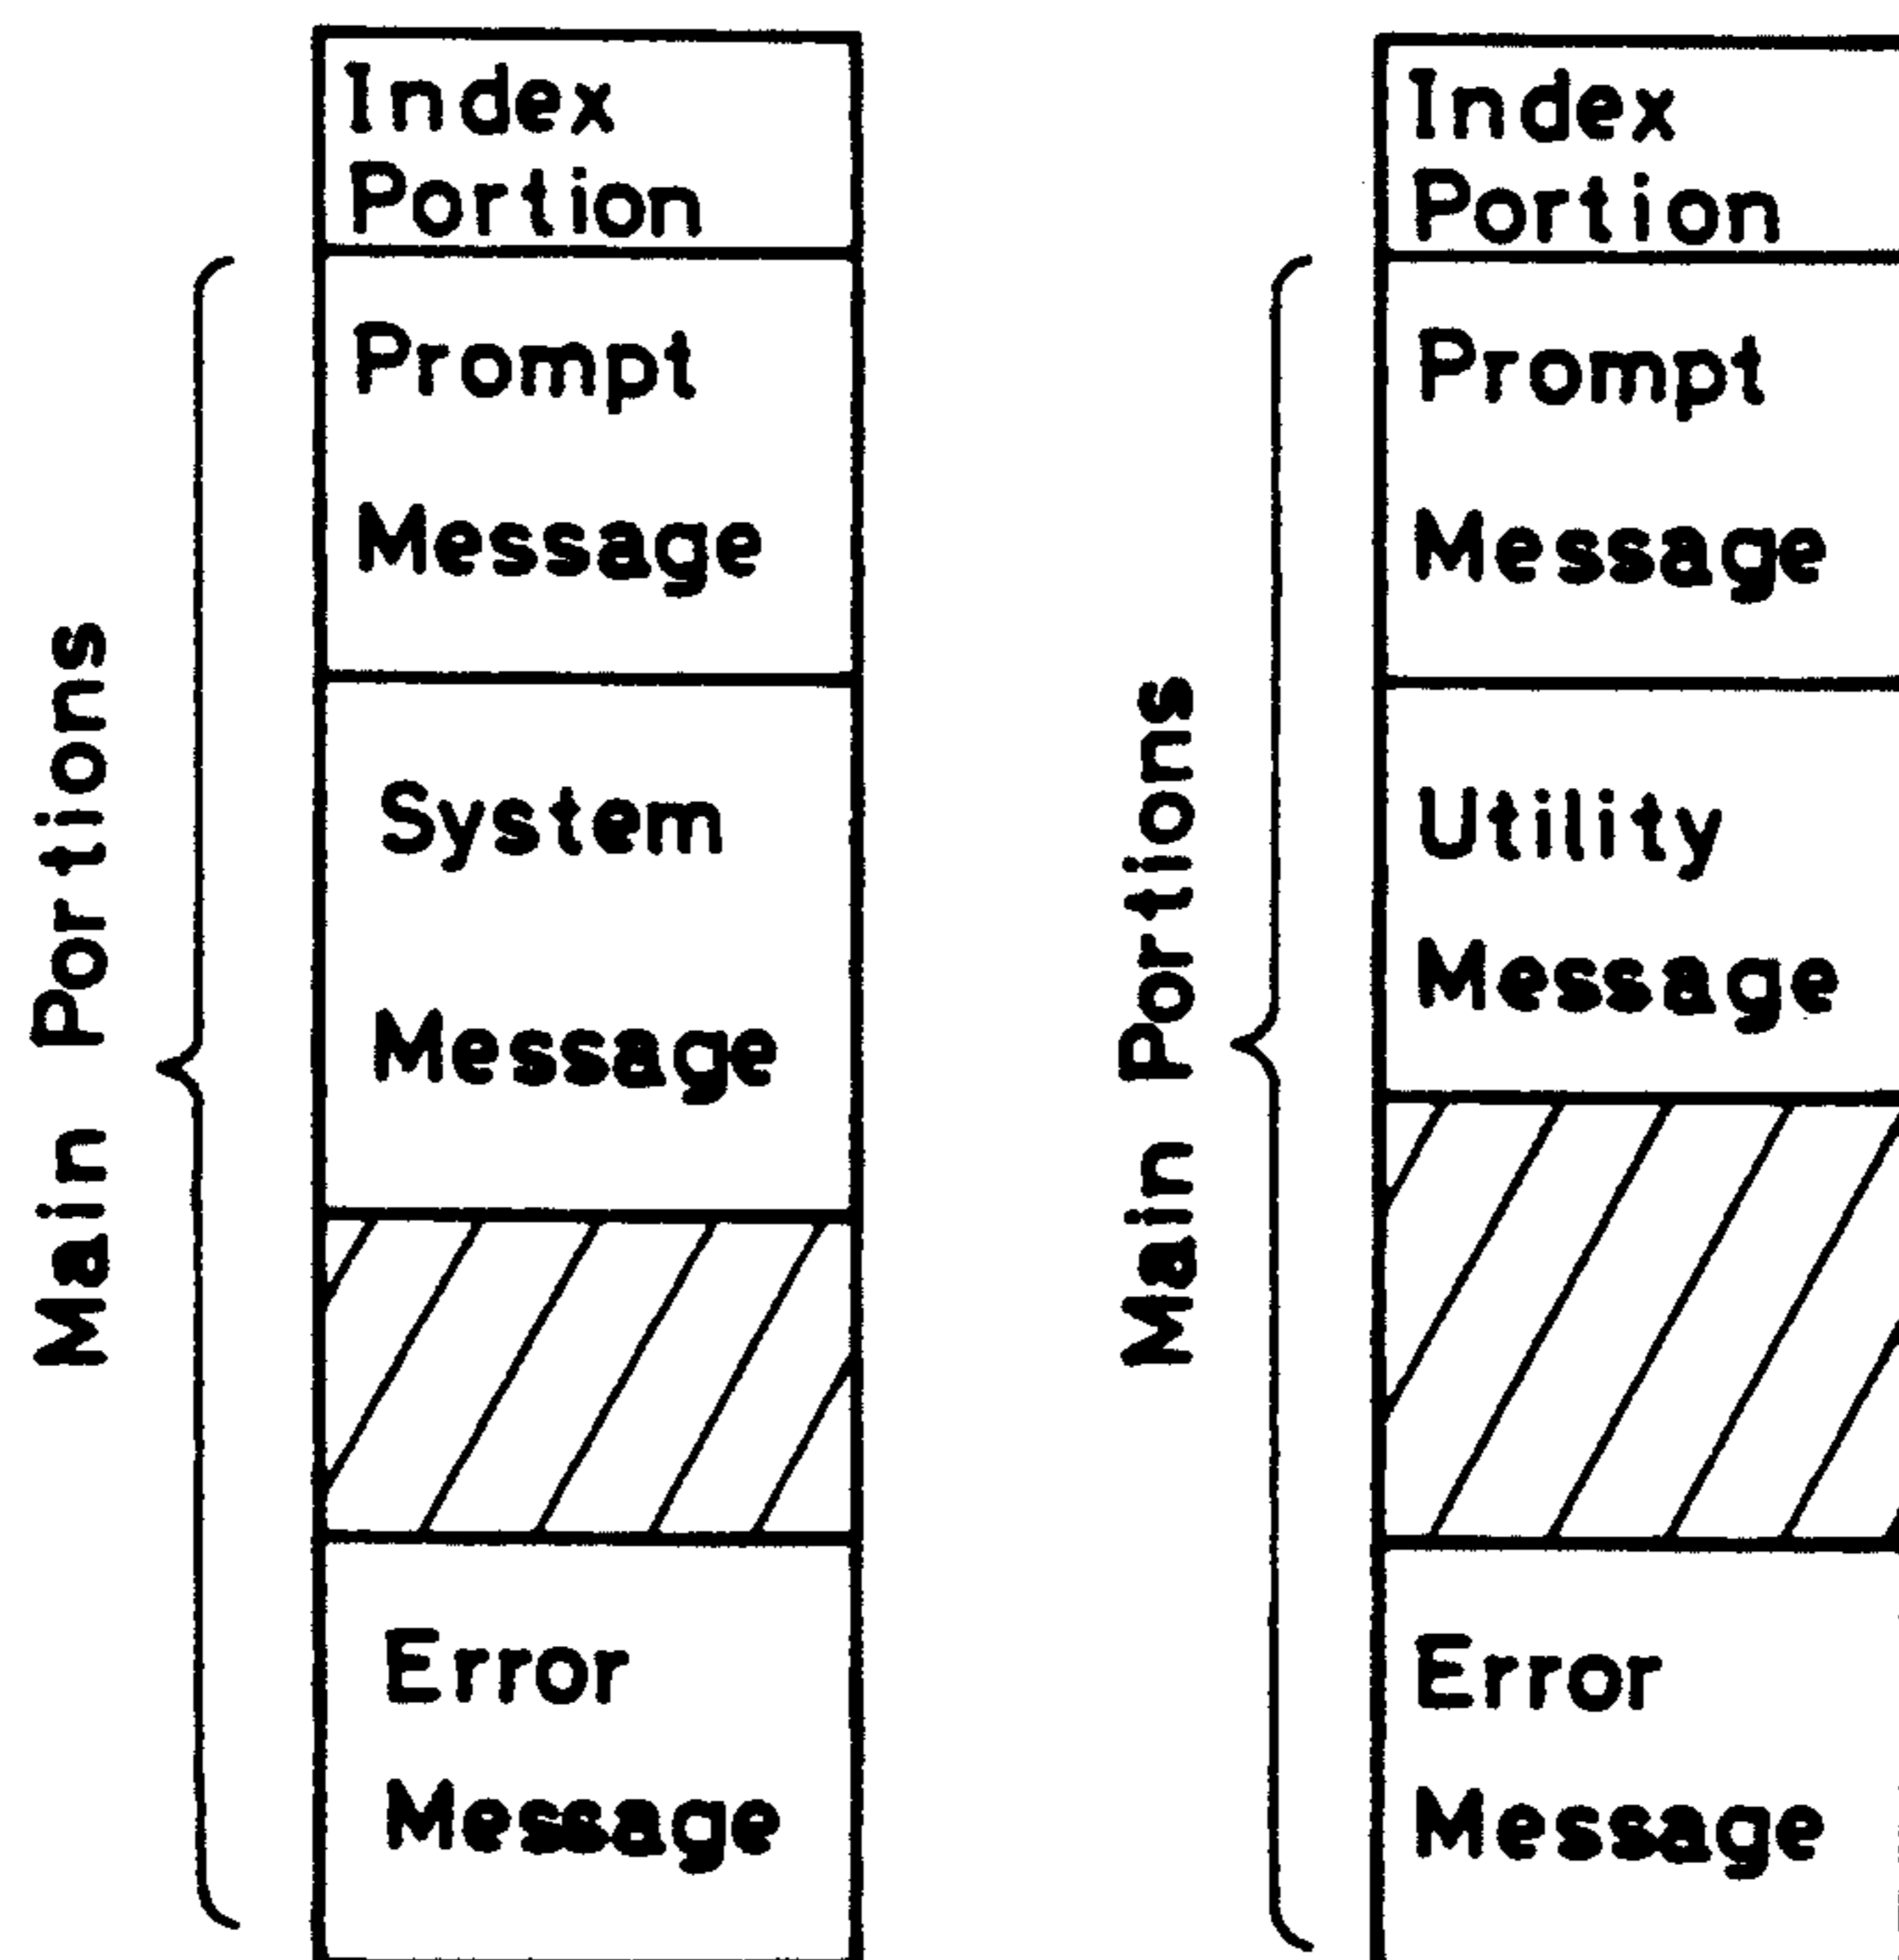 Main Portions
Index
Portion
Prompt
Message
System
Message
Error
Message
Main Portions
Index
Portion
Prompt
Message
Utility
Message
Error
Message